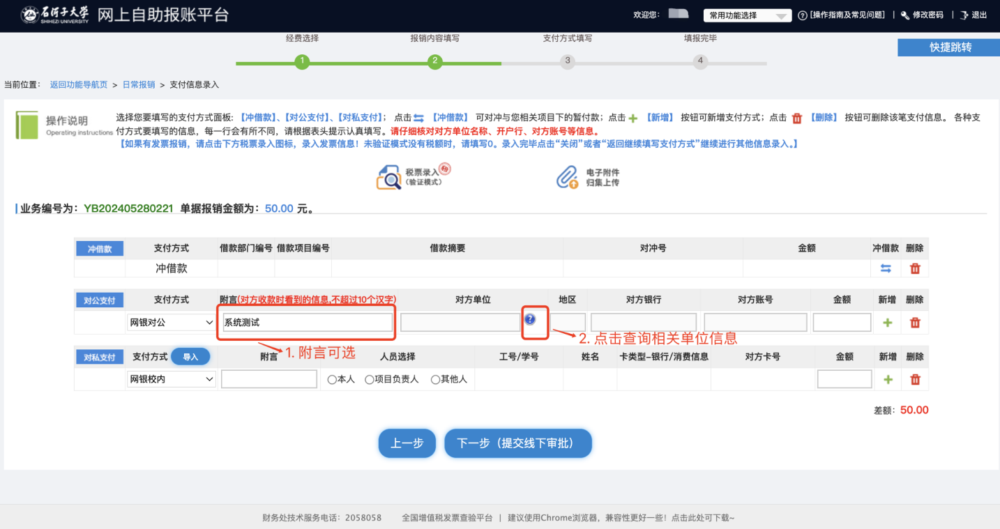 石河子大学 SHIHEZI UNIVERSITY 网上自助报账平台 欢迎您: 常用功能选择 [操作指南及常见问题] | 修改密码 | 退出
经费选择 报销内容填写 支付方式填写 填报完毕
快捷跳转
1 2 3 4
当前位置: 返回功能导航页 > 日常报销 > 支付信息录入
操作说明
Operating instructions
选择您要填写的支付方式面板:【冲借款】、【对公支付】、【对私支付】; 点击 【冲借款】 可对冲与您相关项目下的暂付款; 点击 【新增】 按钮可新增支付方式; 点击 【删除】 按钮可删除该笔支付信息。 各种支
付方式要填写的信息, 每一行会有所不同, 请根据表头提示认真填写。请仔细核对对方单位名称、开户行、对方账号等信息。
【如果有发票报销, 请点击下方税票录入图标, 录入发票信息! 未验证模式没有税额时, 请填写0。录入完毕点击“关闭”或者“返回继续填写支付方式”继续进行其他信息录入。】
税票录入
(验证模式)
电子附件
归集上传
业务编号为: YB202405280221 单据报销金额为: 50.00 元。
冲借款 支付方式 借款部门编号 借款项目编号 借款摘要 对冲号 金额 冲借款 删除
冲借款
对公支付 支付方式 附言(对方收款时看到的信息,不超过10个汉字) 对方单位 地区 对方银行 对方账号 金额 新增 删除
网银对公 系统测试 ?
1. 附言可选
2. 点击查询相关单位信息
对私支付 支付方式 导入 附言 人员选择 工号/学号 姓名 卡类型-银行/消费信息 对方卡号 金额 新增 删除
网银校内 本人 项目负责人 其他人
差额: 50.00
上一步 下一步 (提交线下审批)
财务处技术服务电话: 2058058 全国增值税发票查验平台 | 建议使用Chrome浏览器, 兼容性更好一些! 点击此处可下载~